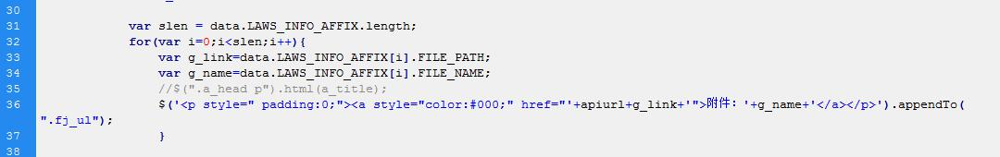 30
31 var slen = data.LAWS_INFO_AFFIX.length;
32 for(var i=0;i<slen;i++){
33 var g_link=data.LAWS_INFO_AFFIX[i].FILE_PATH;
34 var g_name=data.LAWS_INFO_AFFIX[i].FILE_NAME;
35 //$(".a_head p").html(a_title);
36 $('<p style=" padding:0;"><a style="color:#000;" href="'+apiurl+g_link+'">附件：'+g_name+'</a></p>').appendTo(
".fj_ul");
37 }
38